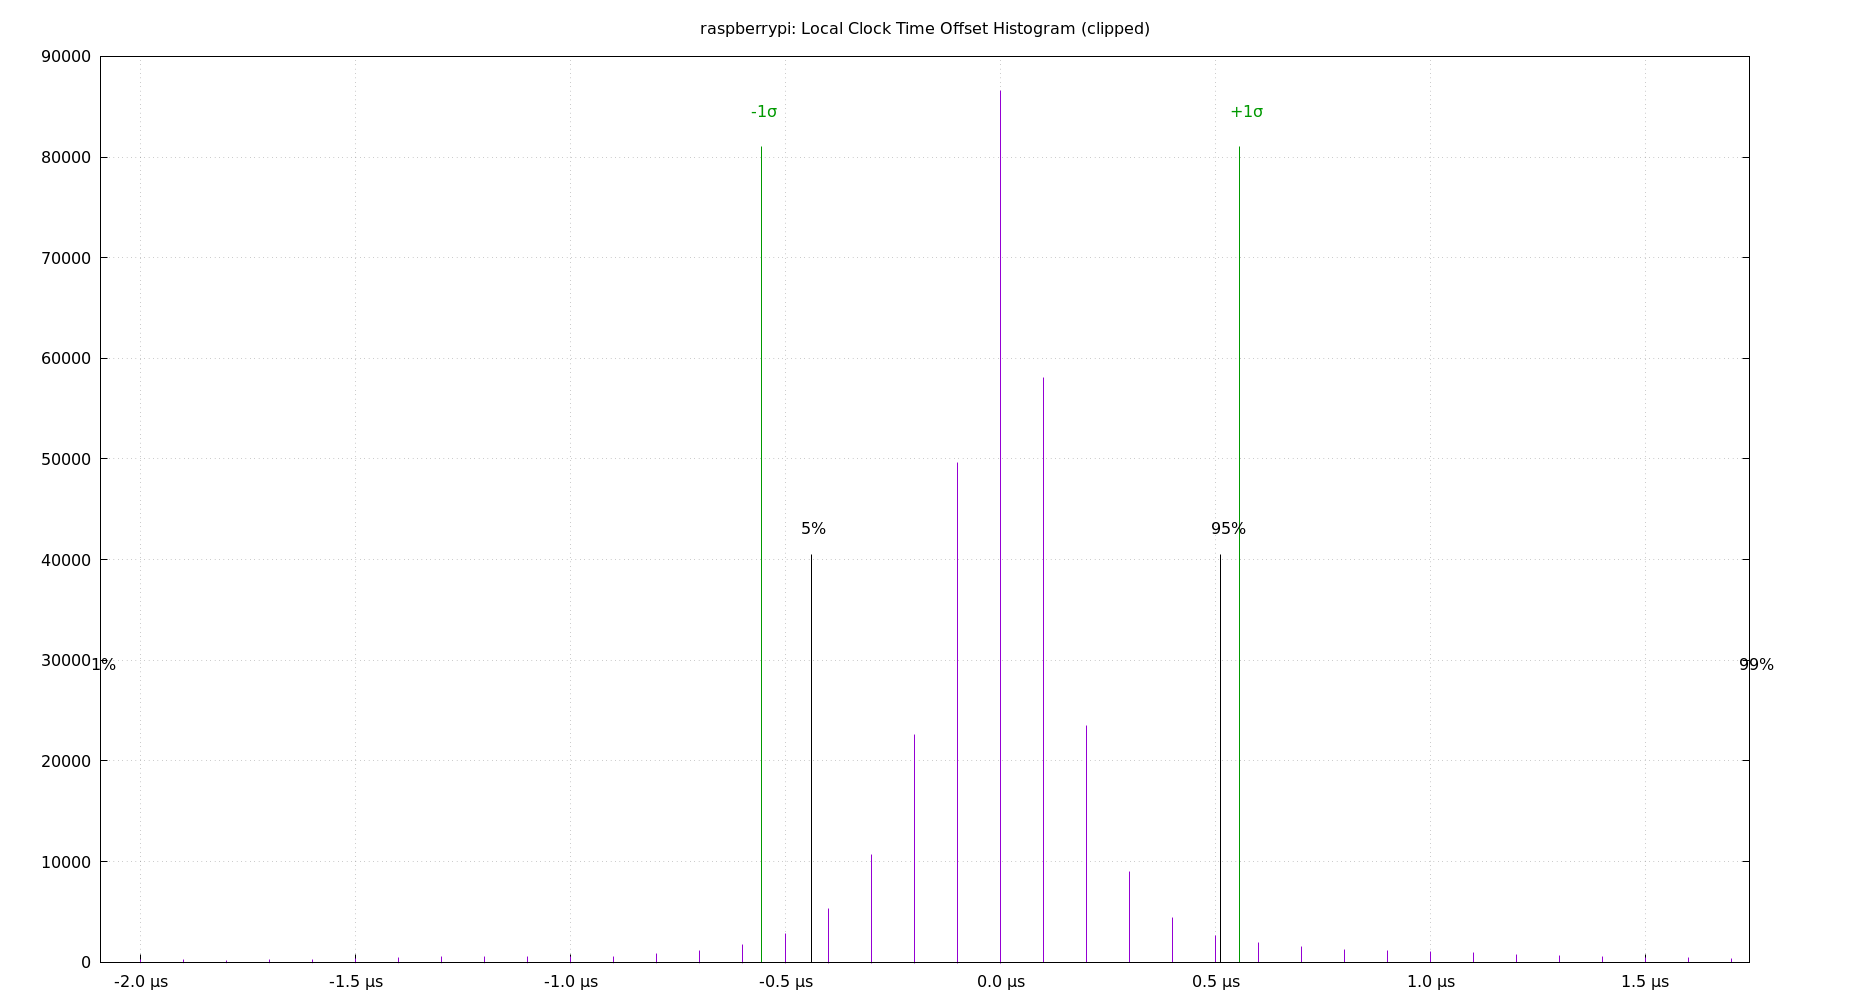 raspberrypi: Local Clock Time Offset Histogram (clipped)
90000
-1σ
+1σ
80000
70000
60000
50000
5%
95%
40000
30000
1%
99%
20000
10000
0
-2.0 µs
-1.5 µs
-1.0 µs
-0.5 µs
0.0 µs
0.5 µs
1.0 µs
1.5 µs